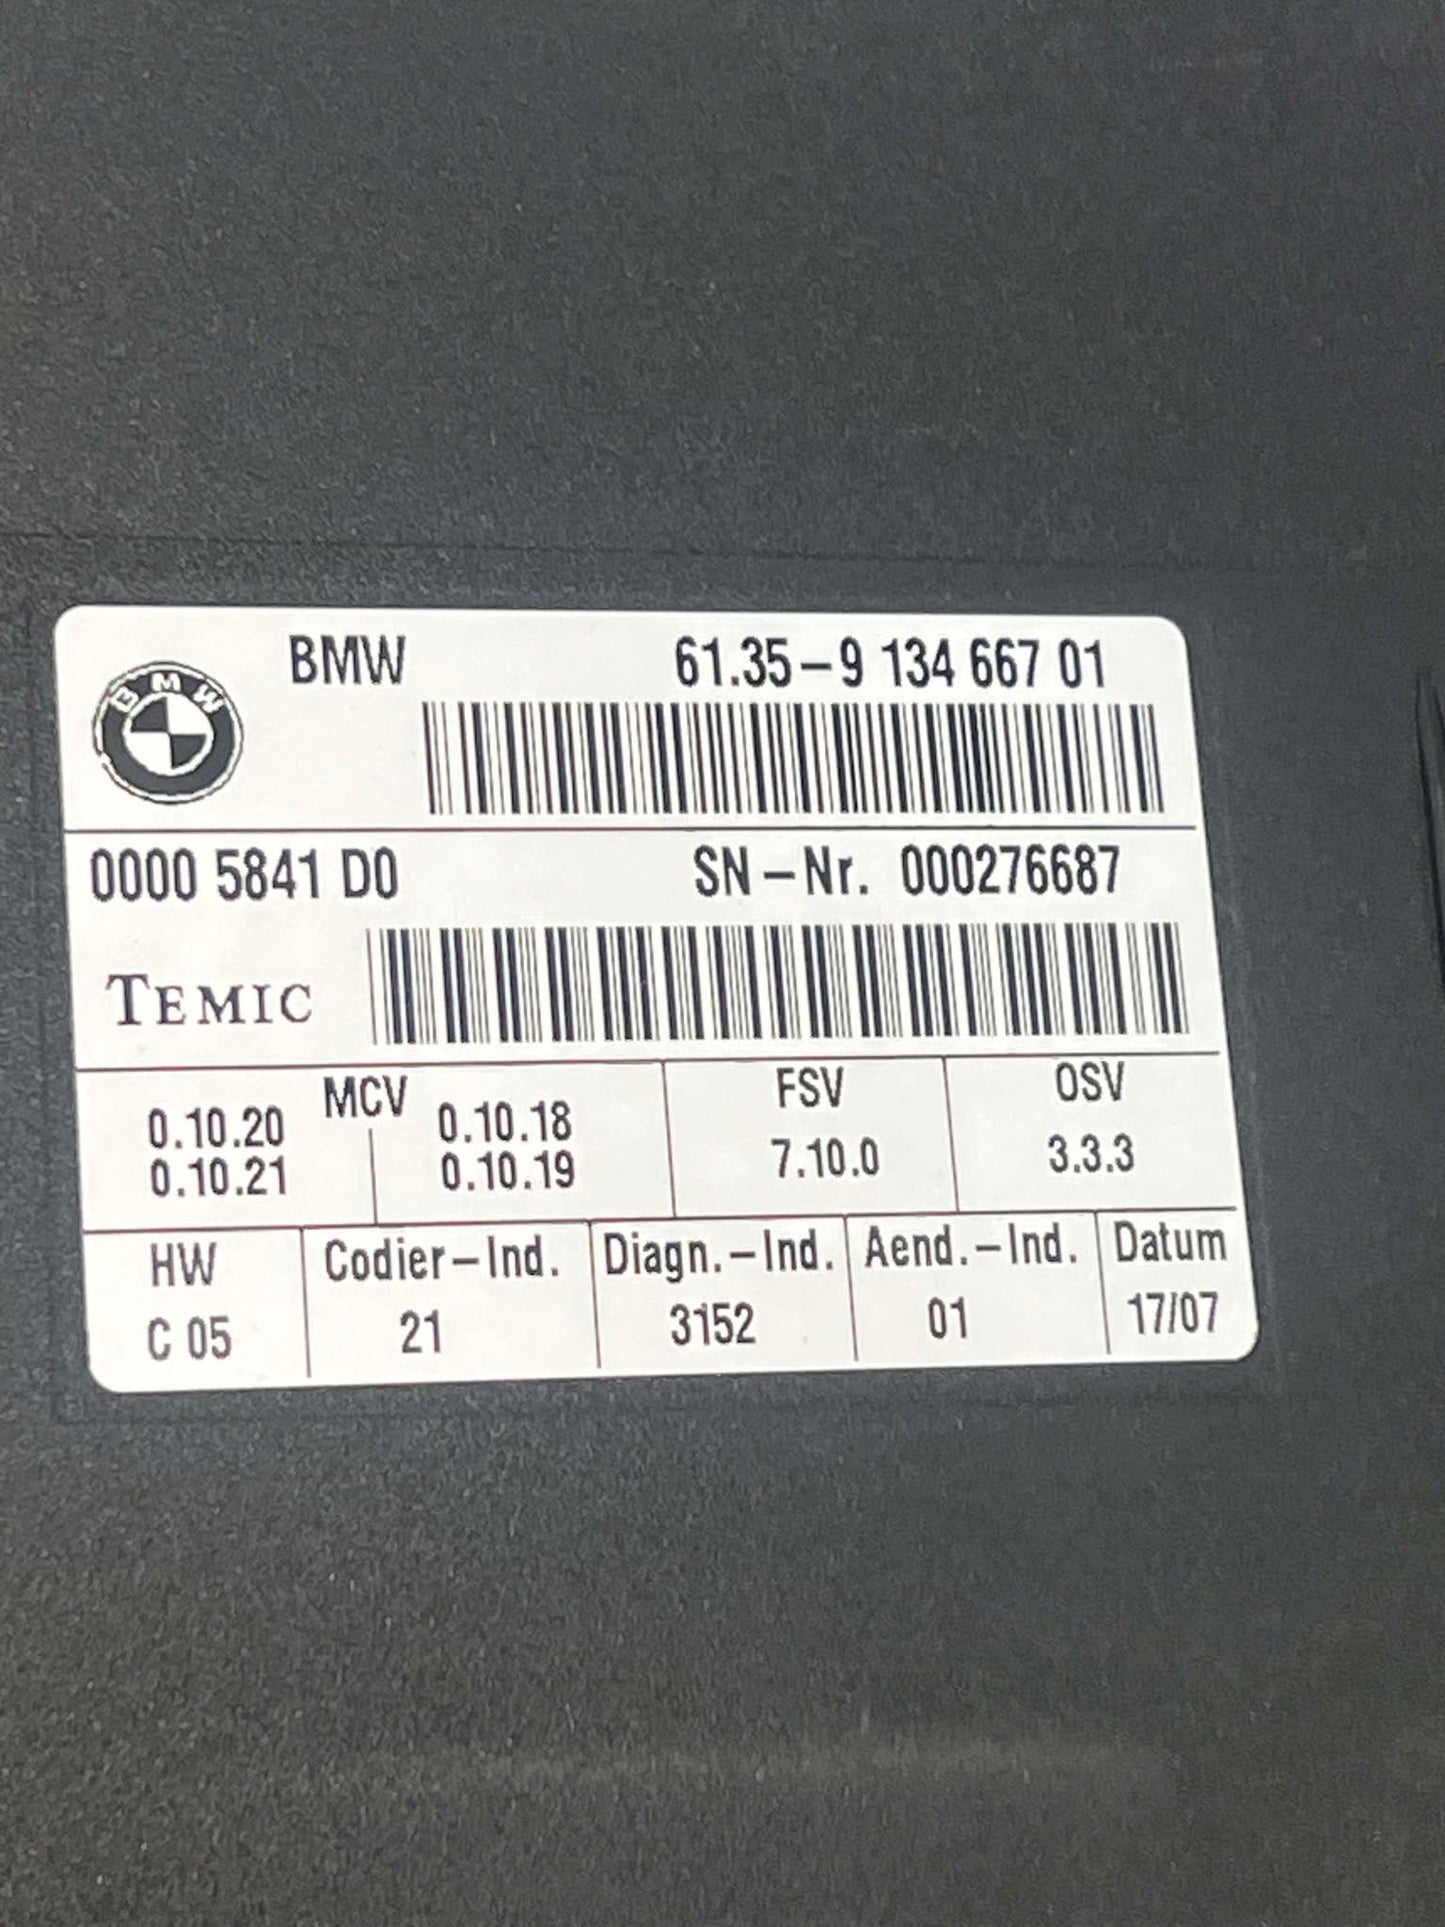 BMW
BMW 61.35-9 134 667 01
0000 5841 D0 SN-Nr. 000276687
TEMIC
MCV FSV OSV
0.10.20 0.10.18 7.10.0 3.3.3
0.10.21 0.10.19
HW Codier-Ind. Diagn.-Ind. Aend.-Ind. Datum
C 05 21 3152 01 17/07